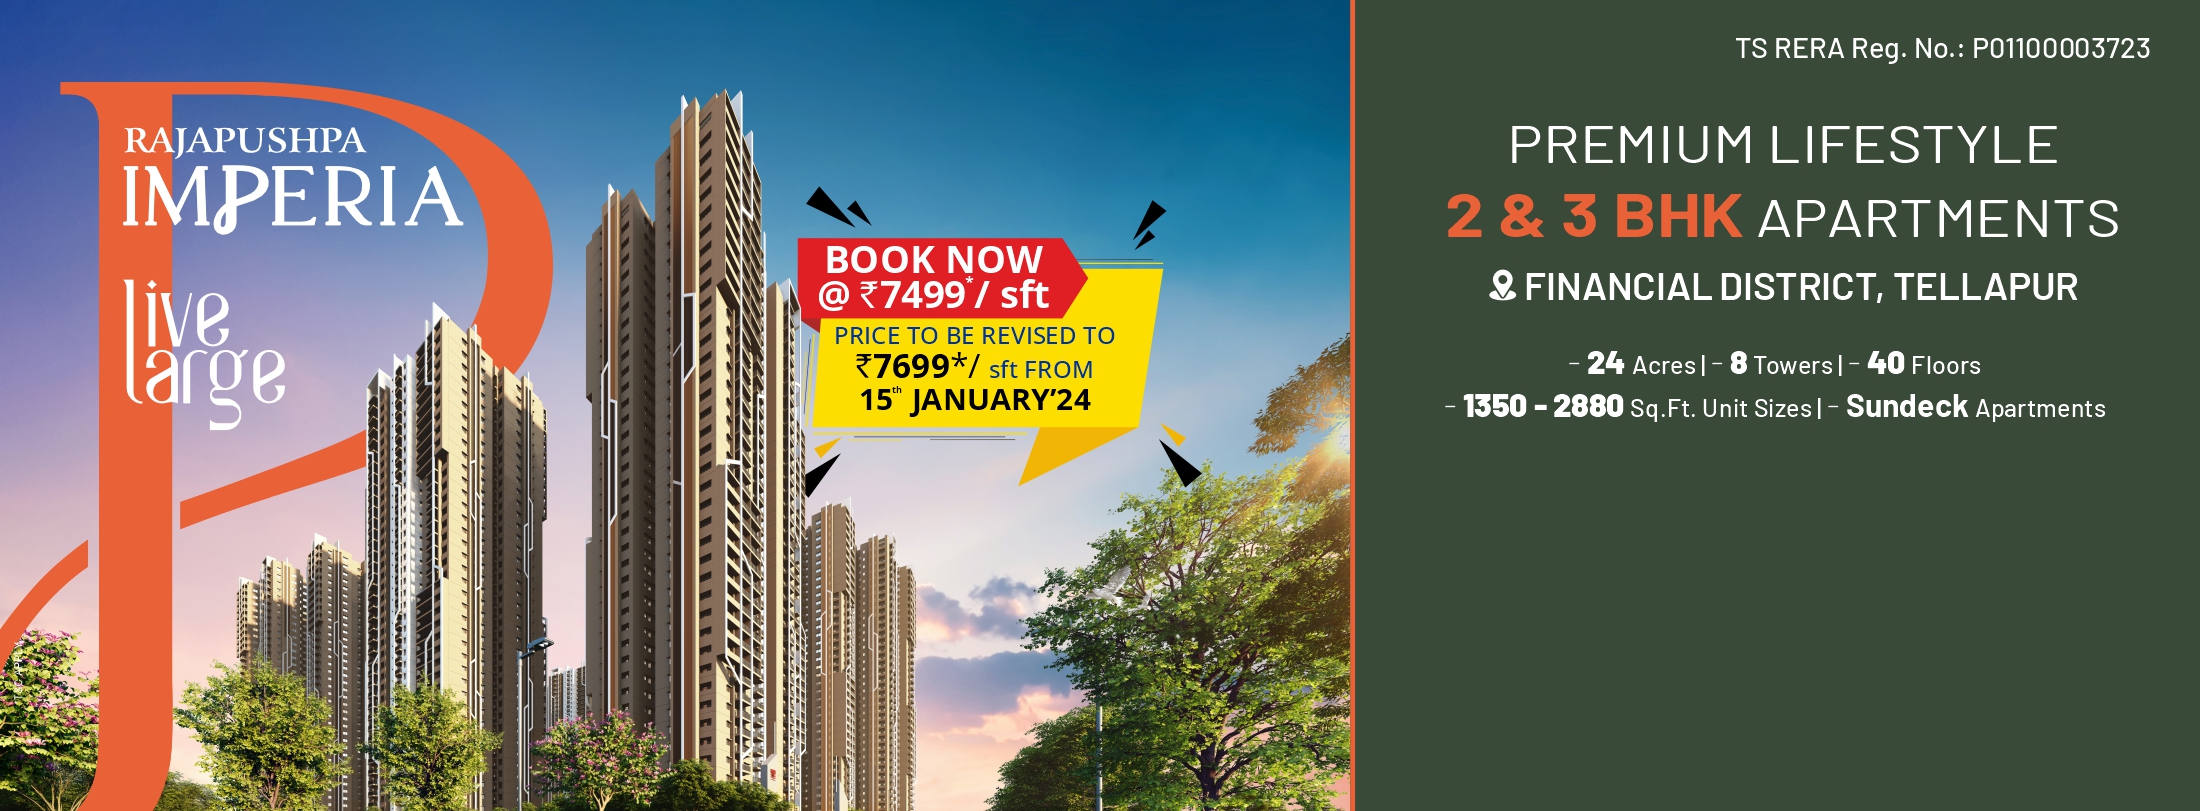 RAJAPUSHPA
IMPERIA
live
large
BOOK NOW
@ ₹7499*/ sft
PRICE TO BE REVISED TO
₹7699*/ sft FROM
15th JANUARY'24
TS RERA Reg. No.: P01100003723
PREMIUM LIFESTYLE
2 & 3 BHK APARTMENTS
FINANCIAL DISTRICT, TELLAPUR
- 24 Acres | - 8 Towers | - 40 Floors
- 1350 - 2880 Sq.Ft. Unit Sizes | - Sundeck Apartments